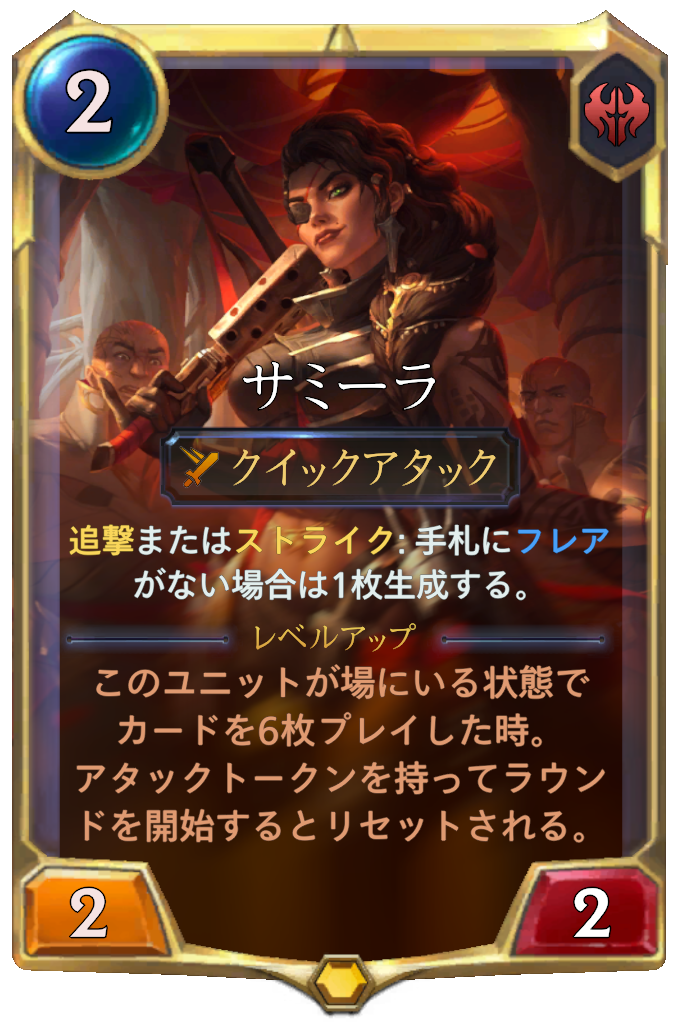 2
サミーラ
クイックアタック
追撃またはストライク: 手札にフレア
がない場合は1枚生成する。
レベルアップ
このユニットが場にいる状態で
カードを6枚プレイした時。
アタックトークンを持ってラウン
ドを開始するとリセットされる。
2
2